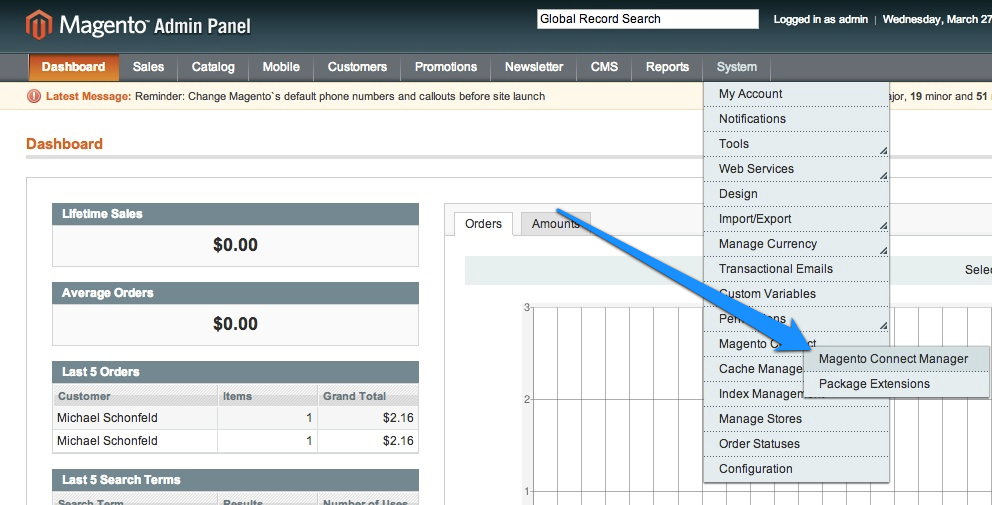 Magento™ Admin Panel
Global Record Search
Logged in as admin | Wednesday, March 27
Dashboard Sales Catalog Mobile Customers Promotions Newsletter CMS Reports System
Latest Message: Reminder: Change Magento`s default phone numbers and callouts before site launch
ajor, 19 minor and 51
Dashboard
Lifetime Sales
$0.00
Average Orders
$0.00
Last 5 Orders
Customer Items Grand Total
Michael Schonfeld 1 $2.16
Michael Schonfeld 1 $2.16
Last 5 Search Terms
Search Term Results Number of Uses
Orders Amounts
Selec
3
2
1
My Account
Notifications
Tools
Web Services
Design
Import/Export
Manage Currency
Transactional Emails
Custom Variables
Magento
Cache Manage
Index Managem
Manage Stores
Order Statuses
Configuration
Magento Connect Manager
Package Extensions